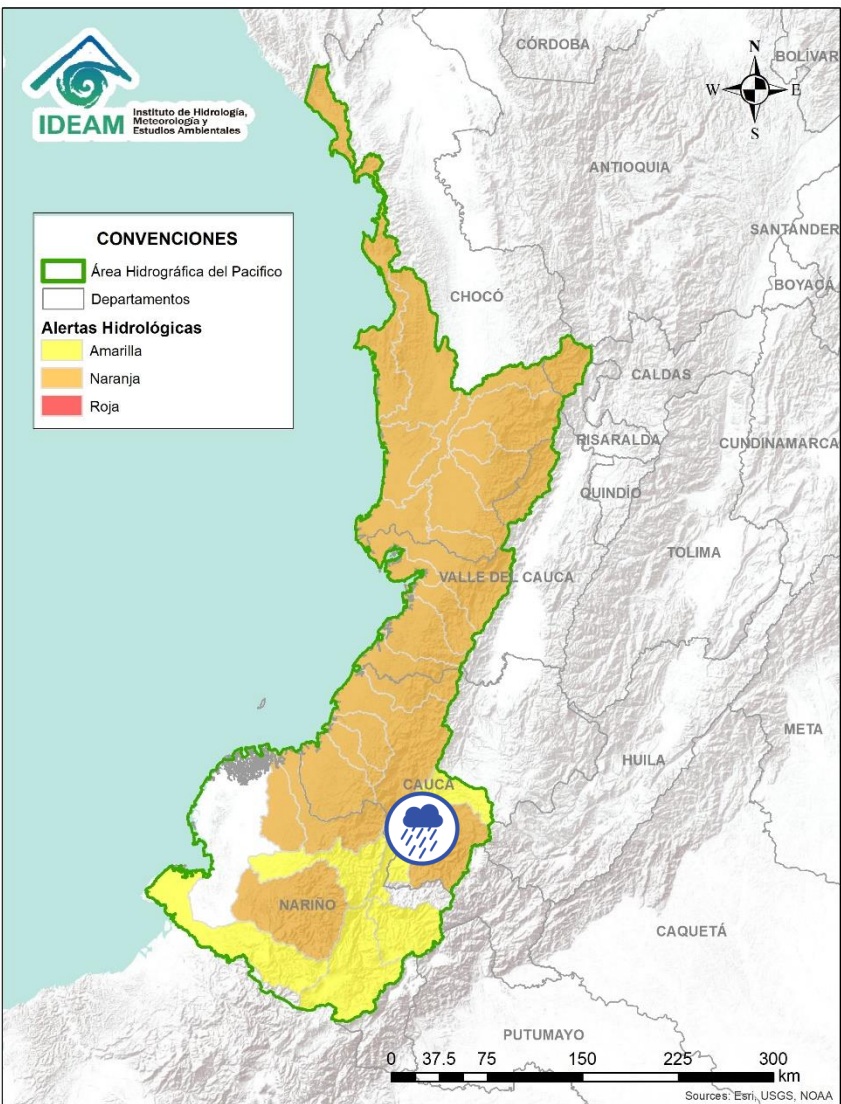 IDEAM
Instituto de Hidrología,
Meteorología y
Estudios Ambientales
N
W E
S
CÓRDOBA
BOLÍVAR
ANTIOQUIA
SANTANDER
BOYACÁ
CHOCÓ
CALDAS
RISARALDA
CUNDINAMARCA
QUINDÍO
TOLIMA
VALLE DEL CAUCA
META
HUILA
CAUCA
NARIÑO
CAQUETÁ
PUTUMAYO
CONVENCIONES
Área Hidrográfica del Pacifico
Departamentos
Alertas Hidrológicas
Amarilla
Naranja
Roja
0 37.5 75 150 225 300
km
Sources: Esri, USGS, NOAA